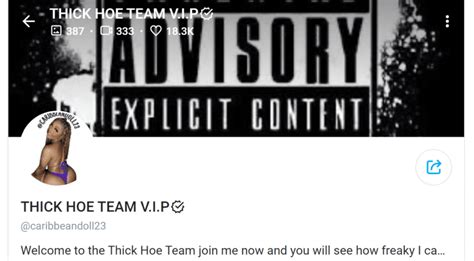 THICK HOE TEAM V.I.P
387 · 333 · 18.3K
ADVISORY
EXPLICIT CONTENT
@CARIBBEANDOLL23
THICK HOE TEAM V.I.P
@caribbeandoll23
Welcome to the Thick Hoe Team join me now and you will see how freaky I ca...